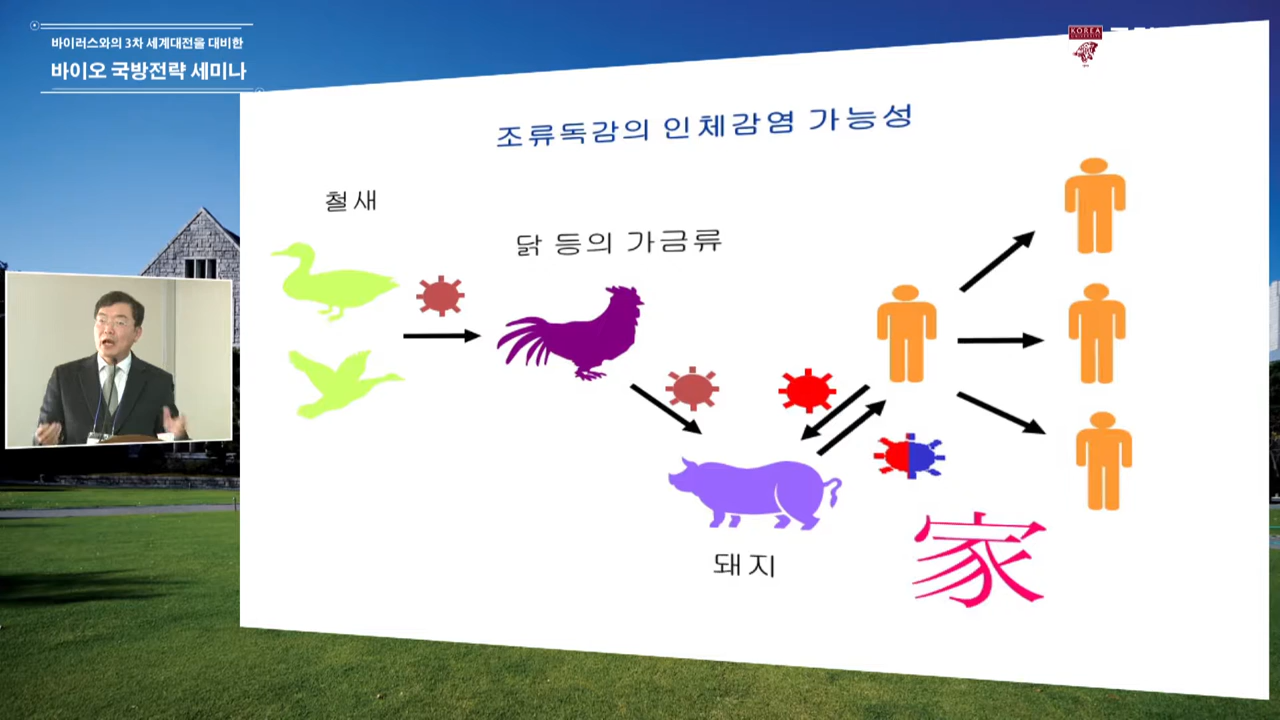 바이러스와의 3차 세계대전을 대비한
바이오 국방전략 세미나
KOREA
조류독감의 인체감염 가능성
철새
닭 등의 가금류
돼지
家